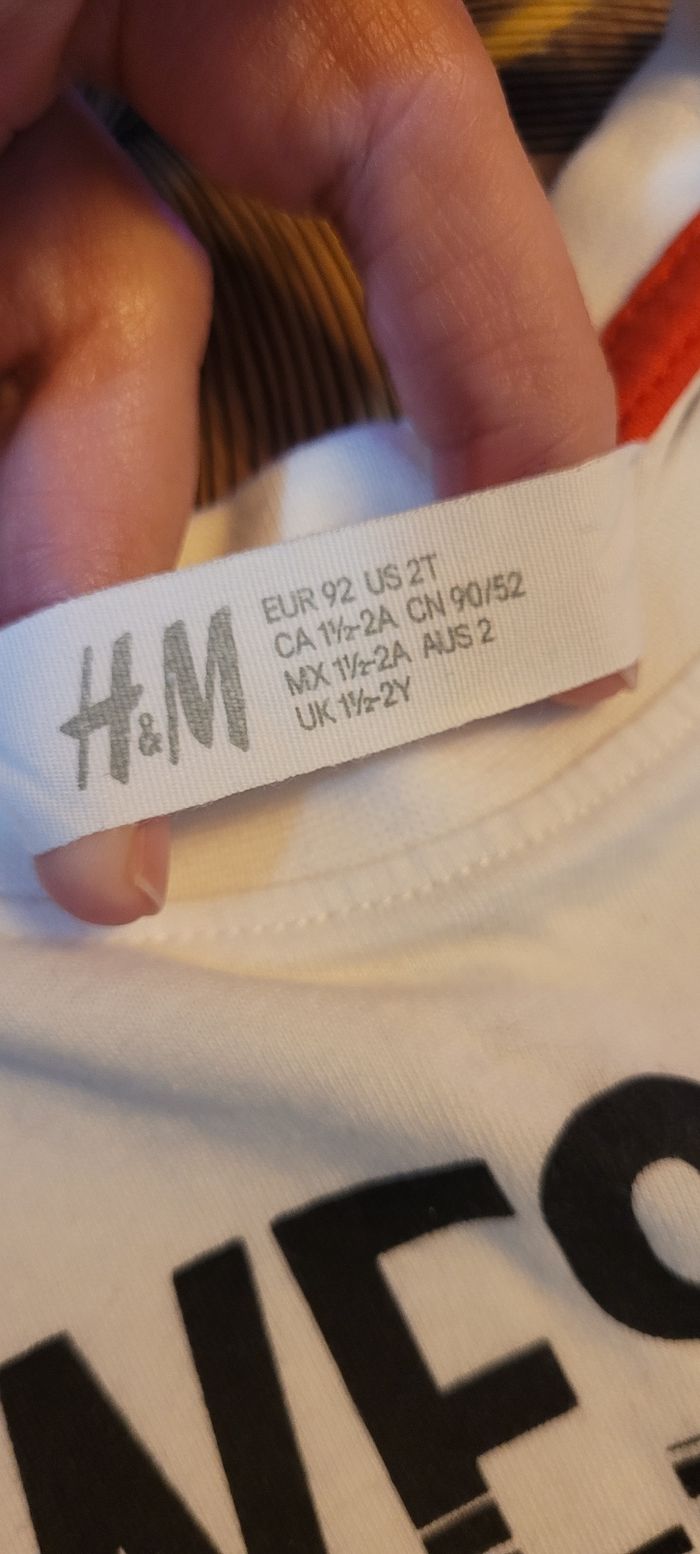 H&M
EUR 92 US 2T
CA 1½-2A CN 90/52
MX 1½-2A AUS 2
UK 1½-2Y